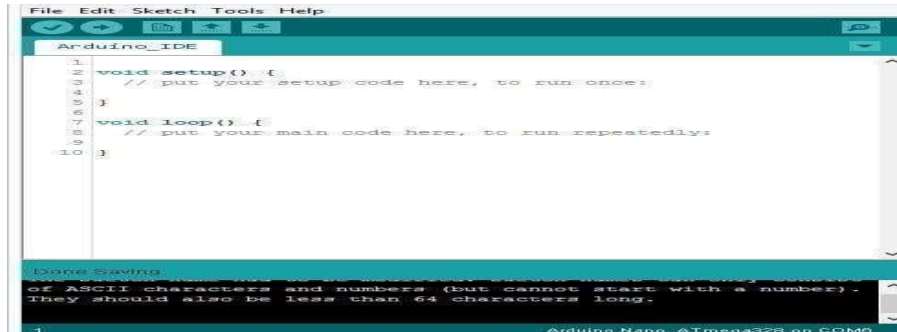 File Edit Sketch Tools Help
Arduino_IDE
1
2 void setup() {
3 // put your setup code here, to run once:
4
5 }
6
7 void loop() {
8 // put your main code here, to run repeatedly:
9
10 }
Done Saving.
of ASCII characters and numbers (but cannot start with a number).
They should also be less than 64 characters long.
1
Arduino Nano, ATmega328 on COM9